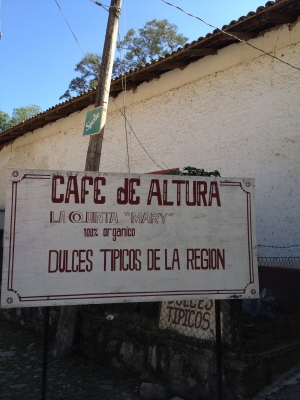 CAFE de ALTURA
LA QUINTA "MARY"
100% organico
DULCES TIPICOS DE LA REGION
DULCES
TIPICOS